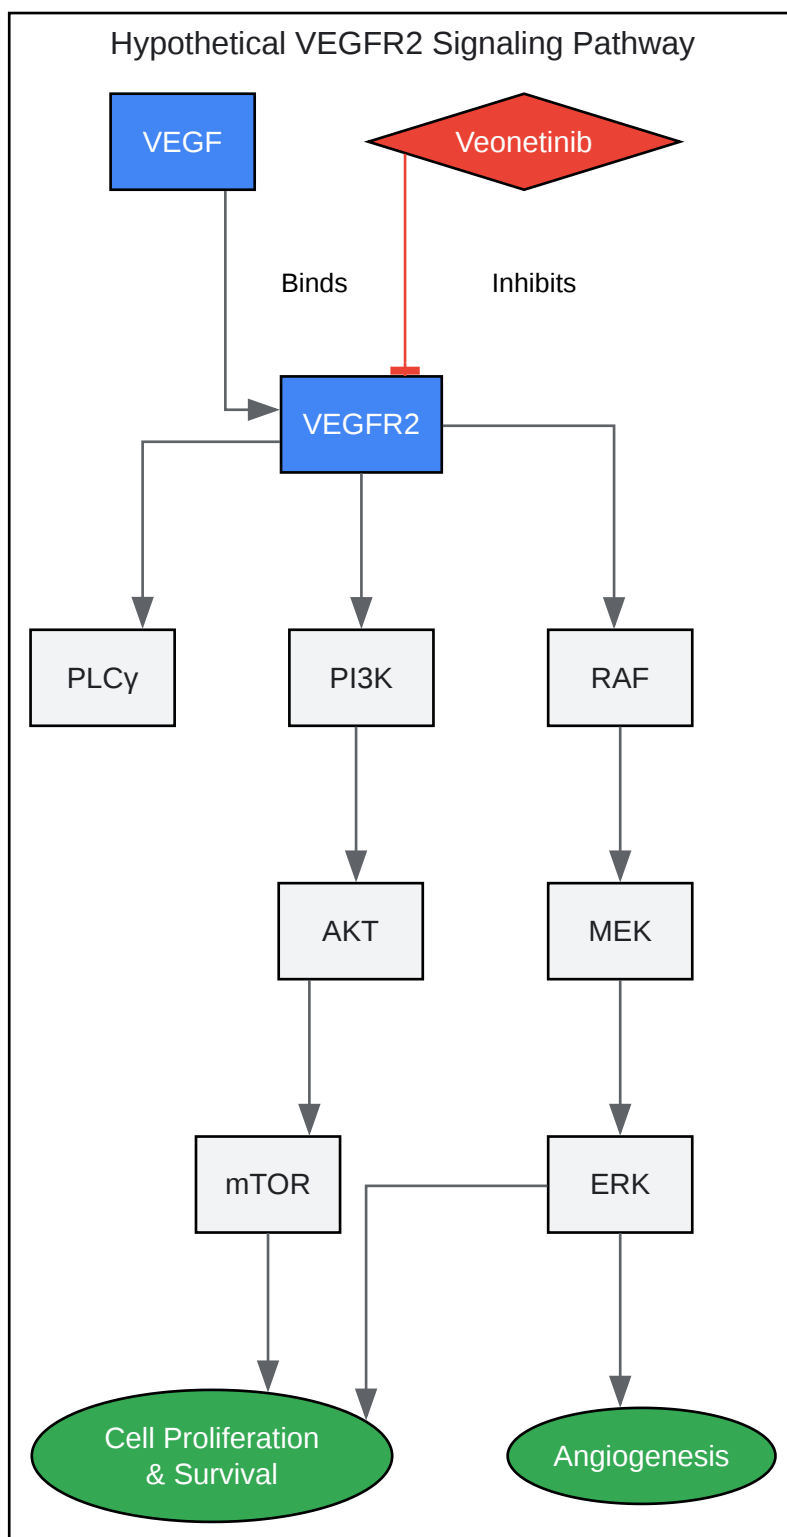 Hypothetical VEGFR2 Signaling Pathway
VEGF
Veonetinib
Binds
Inhibits
VEGFR2
PLCγ
PI3K
RAF
AKT
MEK
mTOR
ERK
Cell Proliferation
& Survival
Angiogenesis